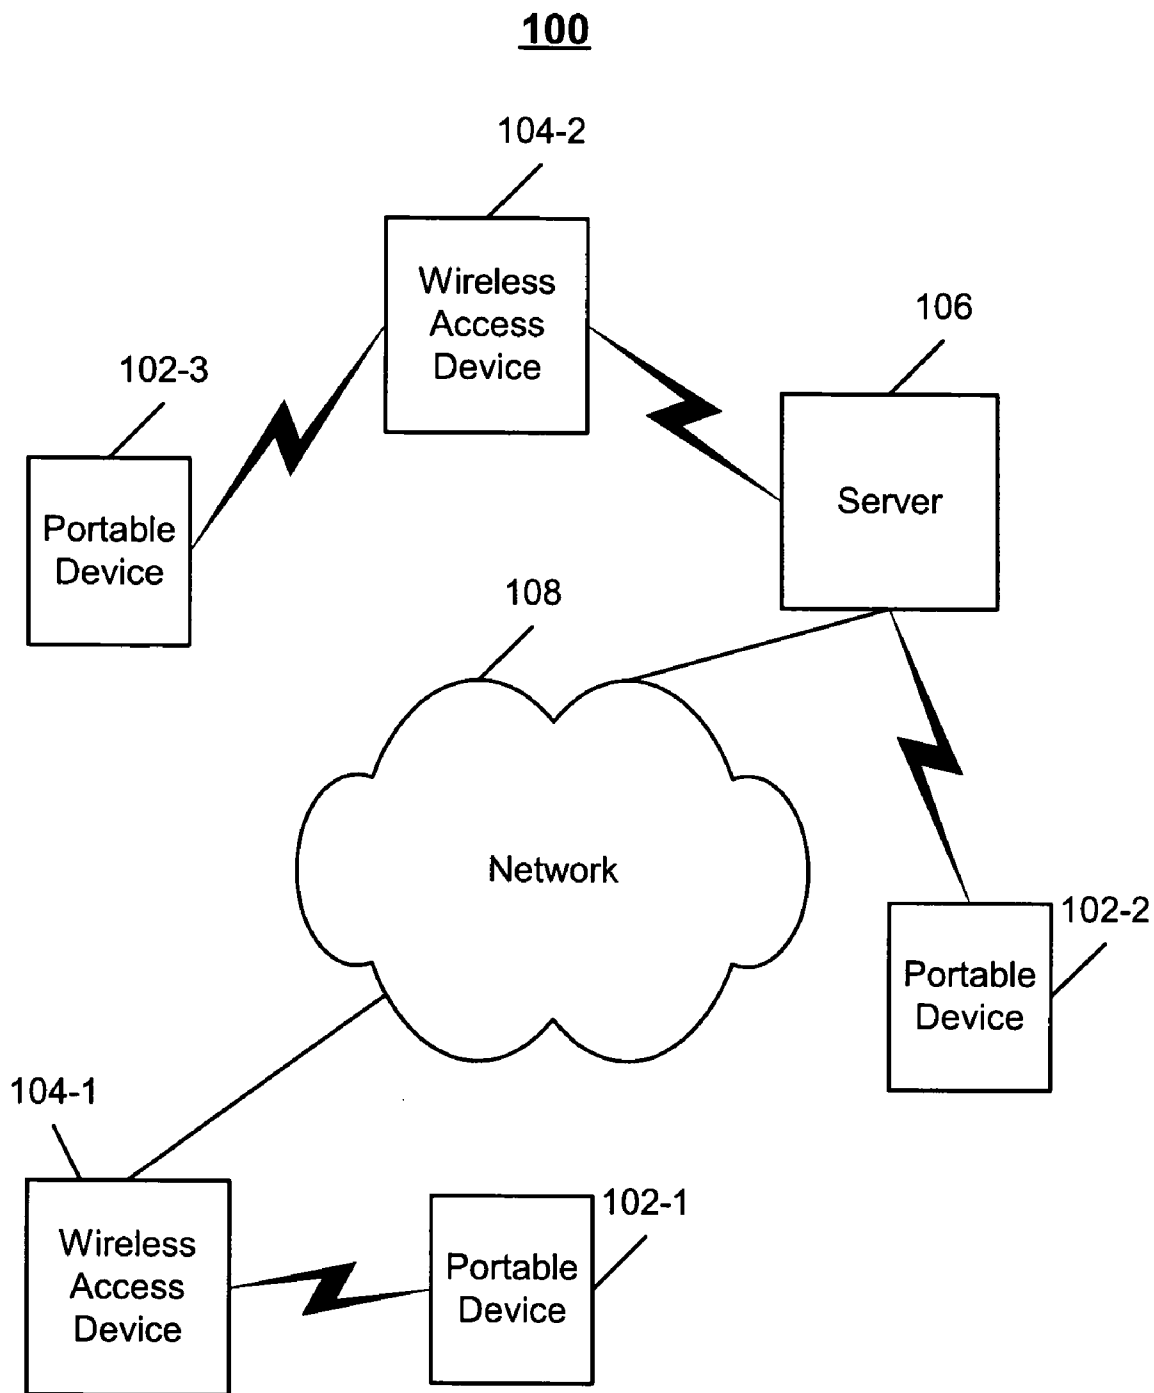 100
104-2
Wireless
Access
Device
106
Server
102-3
Portable
Device
108
Network
102-2
Portable
Device
104-1
Wireless
Access
Device
102-1
Portable
Device